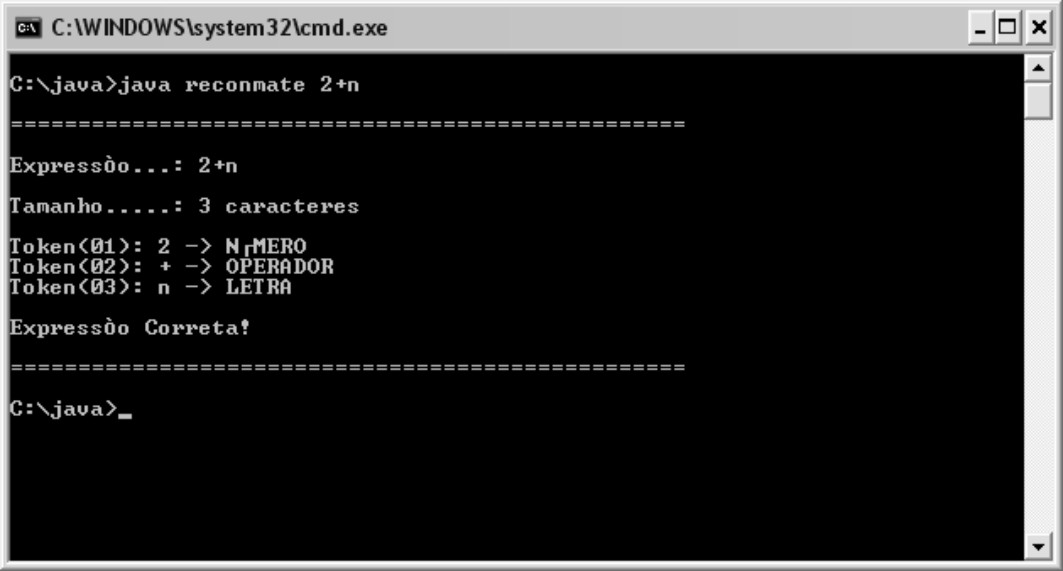 C:\WINDOWS\system32\cmd.exe
C:\java>java reconmate 2+n
==================================================
Expressòo...: 2+n
Tamanho.....: 3 caracteres
Token(01): 2 -> N┌MERO
Token(02): + -> OPERADOR
Token(03): n -> LETRA
Expressòo Correta!
==================================================
C:\java>_